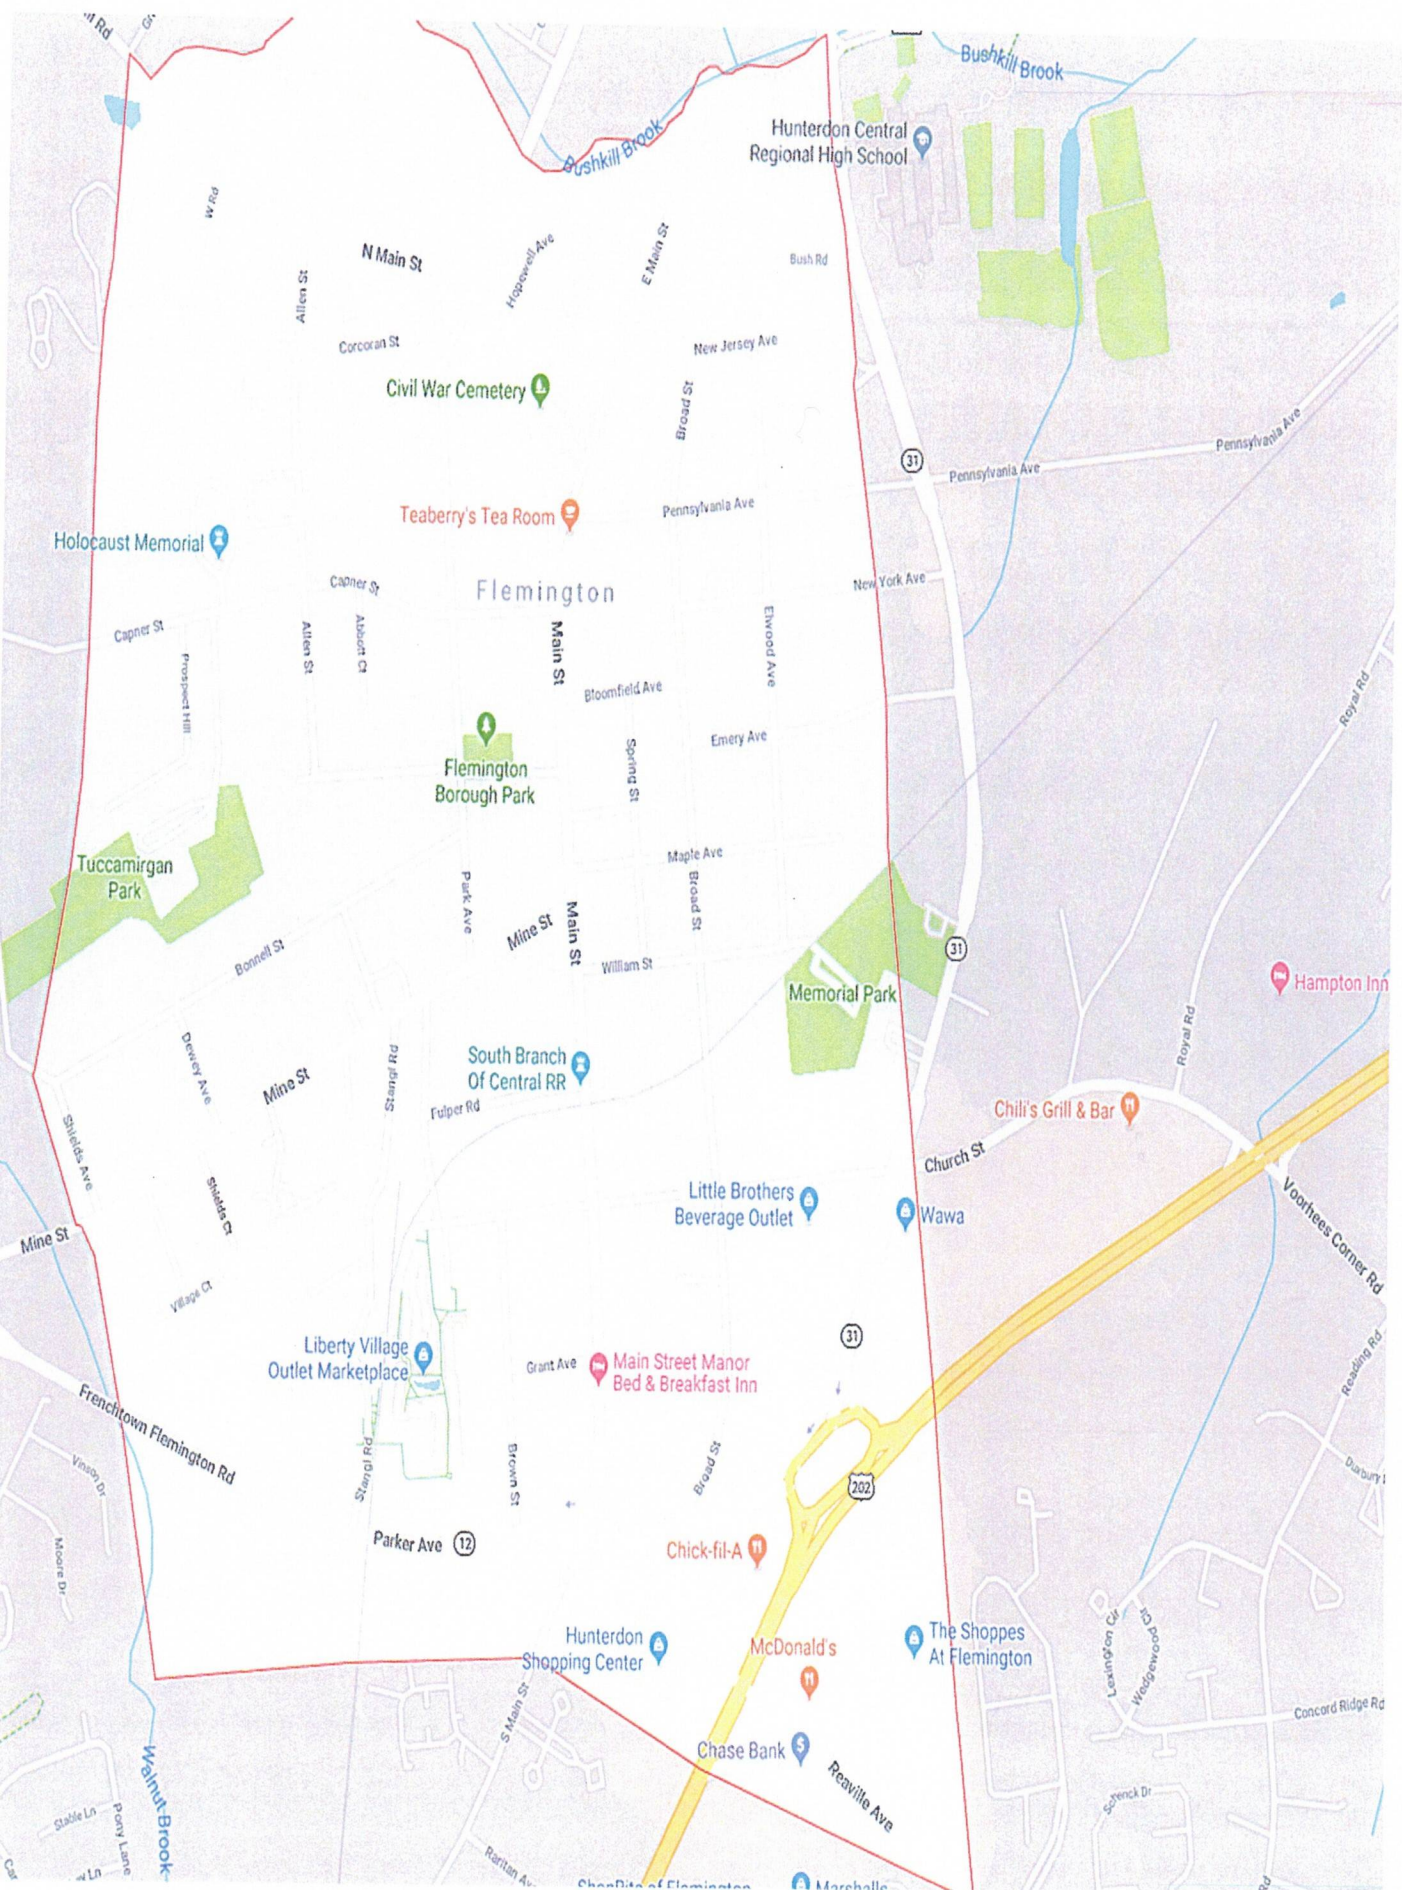 Bushkill Brook
Hunterdon Central
Regional High School
Bushkill Brook
W Rd
N Main St
Hopewell Ave
E Main St
Bush Rd
Allen St
Corcoran St
New Jersey Ave
Civil War Cemetery
Broad St
31
Pennsylvania Ave
Pennsylvania Ave
Teaberry's Tea Room
Pennsylvania Ave
Holocaust Memorial
Capner St
Flemington
New York Ave
Capner St
Allen St
Abbott Ct
Main St
Elwood Ave
Prospect Hill
Bloomfield Ave
Royal Rd
Emery Ave
Spring St
Flemington
Borough Park
Tuccamirgan
Park
Maple Ave
Park Ave
Broad St
Mine St
Main St
31
Bonnell St
William St
Memorial Park
Hampton Inn
Royal Rd
Dewey Ave
Mine St
Stangl Rd
South Branch
Of Central RR
Fulper Rd
Chili's Grill & Bar
Shields Ave
Church St
Shields Ct
Little Brothers
Beverage Outlet
Wawa
Voorhees Corner Rd
Mine St
Village Ct
31
Liberty Village
Outlet Marketplace
Grant Ave
Main Street Manor
Bed & Breakfast Inn
Reading Rd
Frenchtown Flemington Rd
Vinson Dr
Stangl Rd
Brown St
Broad St
202
Duxbury
Parker Ave
12
Chick-fil-A
Moore Dr
Hunterdon
Shopping Center
McDonald's
The Shoppes
At Flemington
Lexington Cir
Wedgewood Cir
S Main St
Concord Ridge Rd
Chase Bank
Reaville Ave
Walnut Brook
Stable Ln
Pony Lane
Raritan Av
ShopRite of Flemington
Marshalls